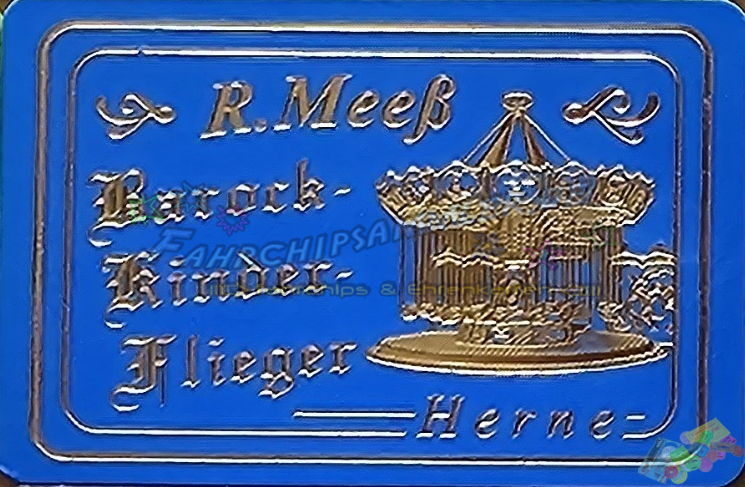 R. Meeß
Barock-
Kinder-
Flieger
Herne